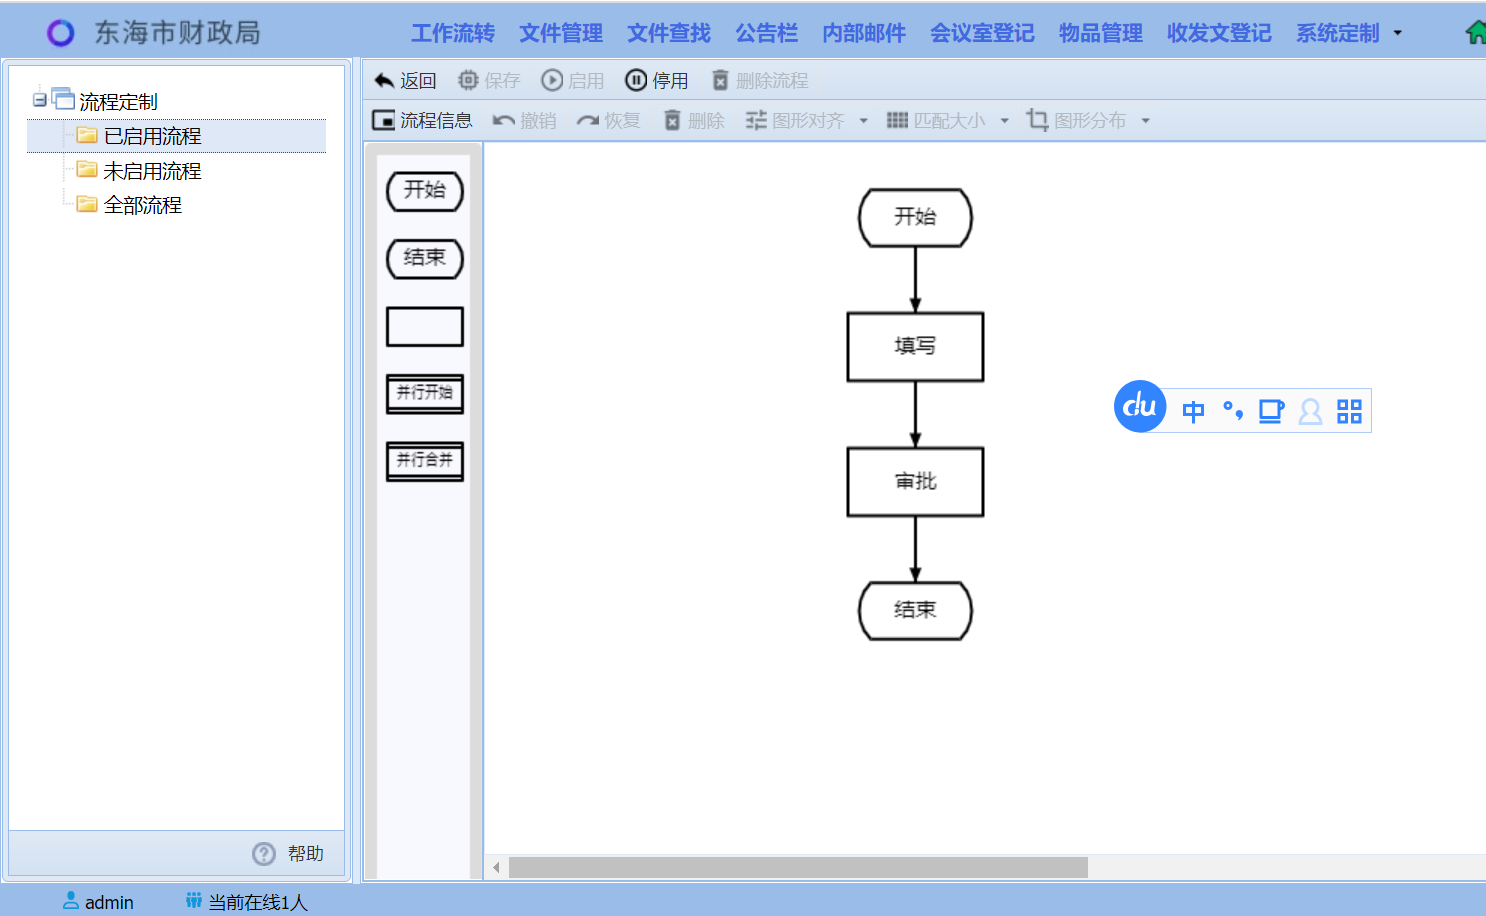 东海市财政局 工作流转 文件管理 文件查找 公告栏 内部邮件 会议室登记 物品管理 收发文登记 系统定制
流程定制
已启用流程
未启用流程
全部流程
帮助
返回 保存 启用 停用 删除流程
流程信息 撤销 恢复 删除 图形对齐 匹配大小 图形分布
开始
结束
并行开始
并行合并
开始
填写
审批
结束
du 中 °,
admin 当前在线1人